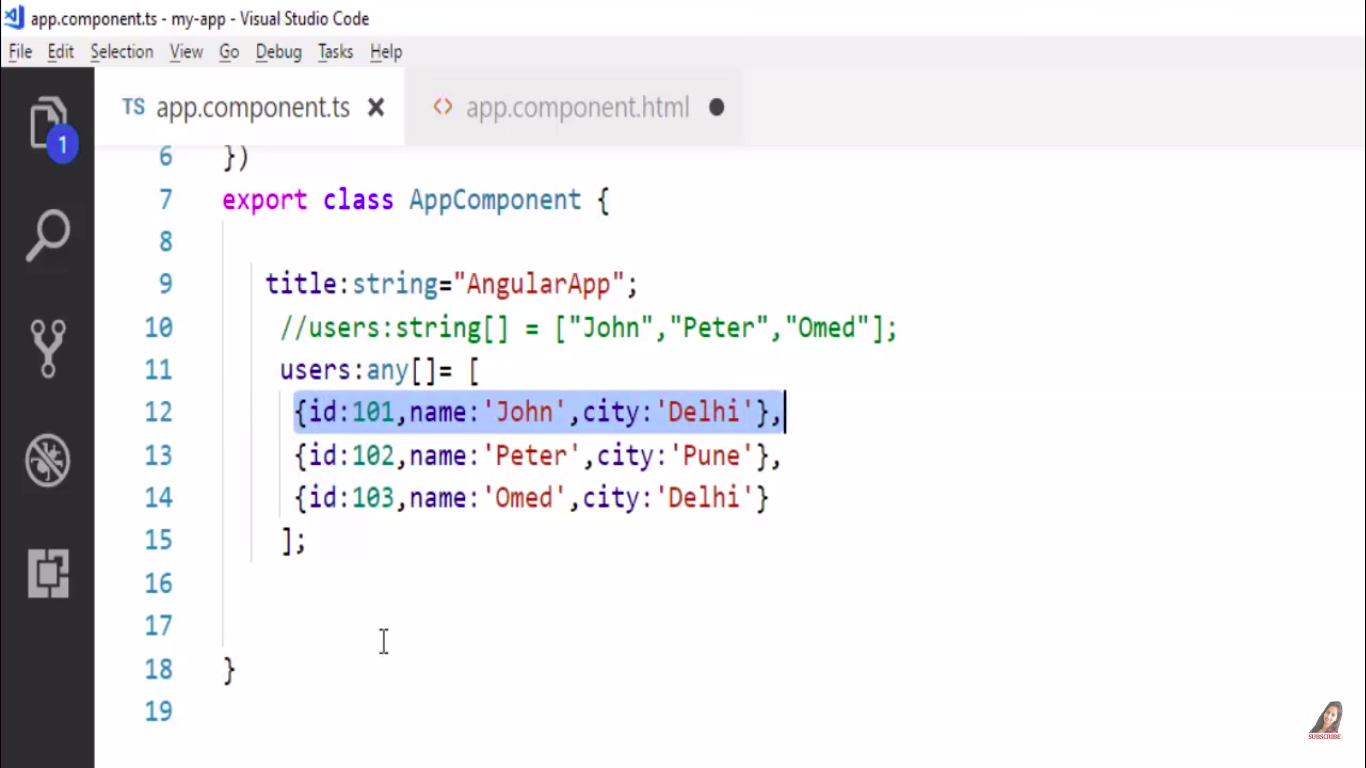 app.component.ts - my-app - Visual Studio Code
File Edit Selection View Go Debug Tasks Help
TS app.component.ts × <> app.component.html ●
1
6 })
7 export class AppComponent {
8
9 title:string="AngularApp";
10 //users:string[] = ["John","Peter","Omed"];
11 users:any[]= [
12 {id:101,name:'John',city:'Delhi'},
13 {id:102,name:'Peter',city:'Pune'},
14 {id:103,name:'Omed',city:'Delhi'}
15 ];
16
17
18 }
19
SUBSCRIBE